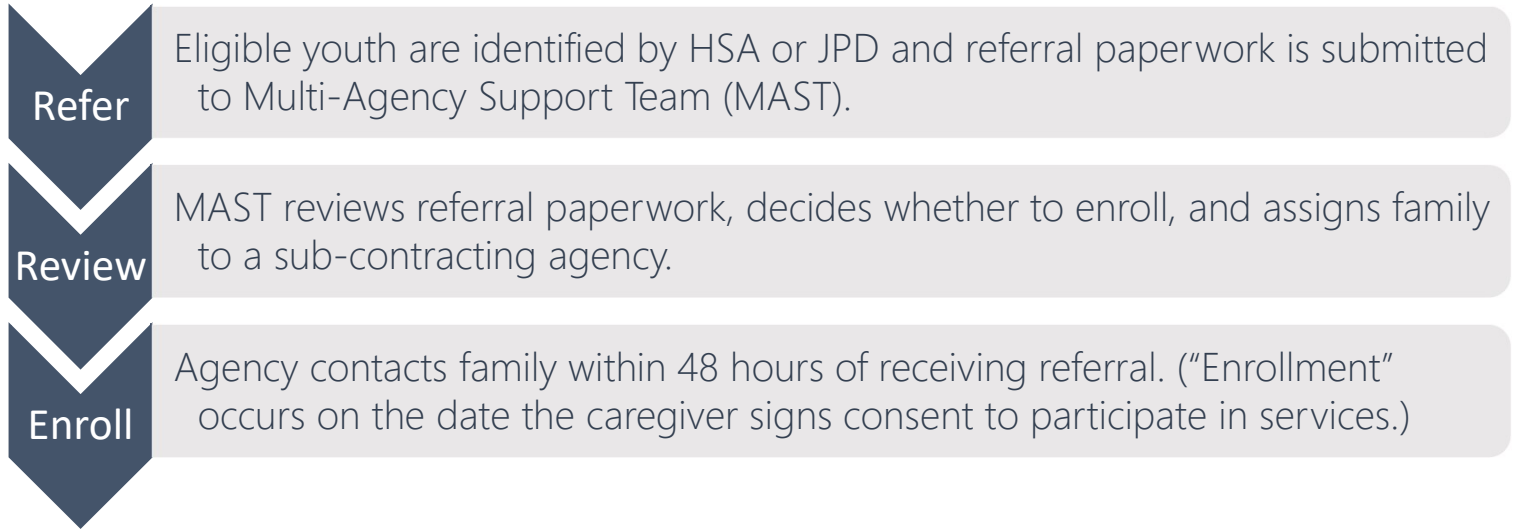 Refer
Eligible youth are identified by HSA or JPD and referral paperwork is submitted
to Multi-Agency Support Team (MAST).
Review
MAST reviews referral paperwork, decides whether to enroll, and assigns family
to a sub-contracting agency.
Enroll
Agency contacts family within 48 hours of receiving referral. (“Enrollment”
occurs on the date the caregiver signs consent to participate in services.)